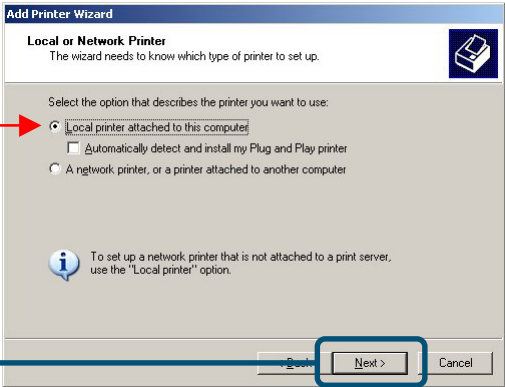 Add Printer Wizard
Local or Network Printer
The wizard needs to know which type of printer to set up.
Select the option that describes the printer you want to use:
Local printer attached to this computer
Automatically detect and install my Plug and Play printer
A network printer, or a printer attached to another computer
To set up a network printer that is not attached to a print server,
use the "Local printer" option.
< Back Next > Cancel